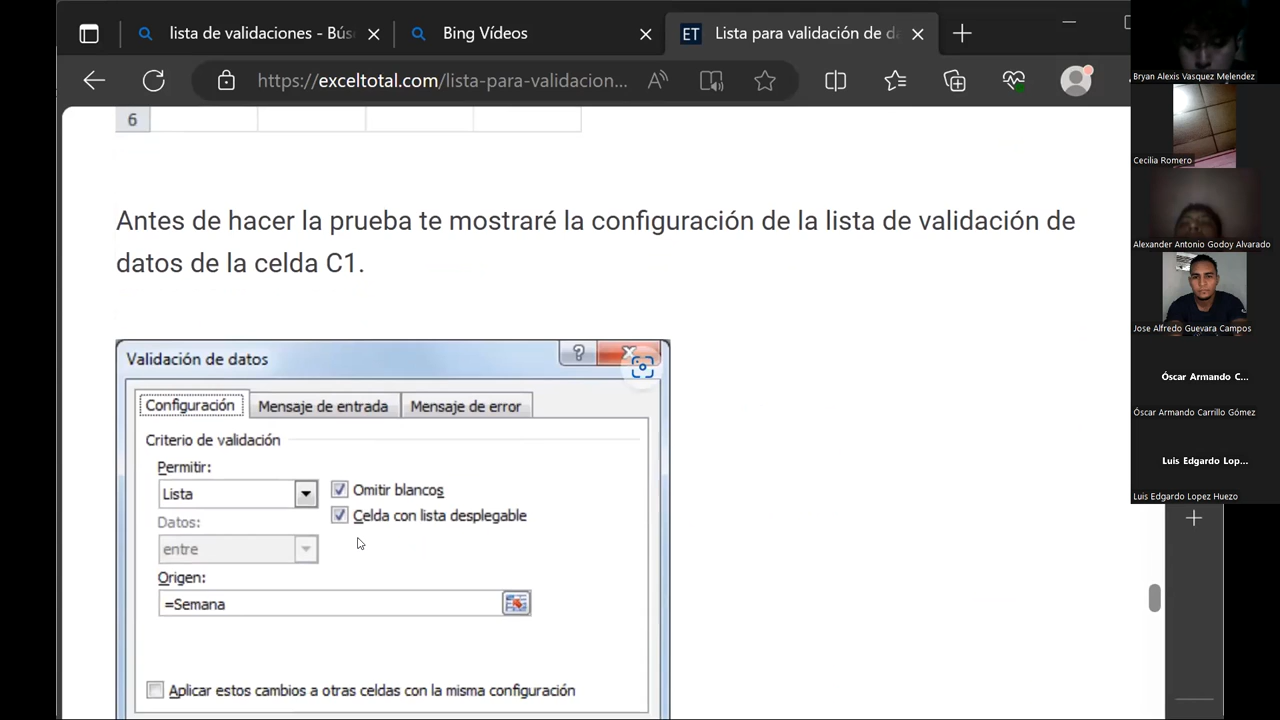 lista de validaciones - Bús
Bing Vídeos
ET
Lista para validación de da
https://exceltotal.com/lista-para-validacion...
6
Antes de hacer la prueba te mostraré la configuración de la lista de validación de
datos de la celda C1.
Validación de datos
?
Configuración
Mensaje de entrada
Mensaje de error
Criterio de validación
Permitir:
Lista
Omitir blancos
Datos:
Celda con lista desplegable
entre
Origen:
=Semana
Aplicar estos cambios a otras celdas con la misma configuración
Bryan Alexis Vasquez Melendez
Cecilia Romero
Alexander Antonio Godoy Alvarado
Jose Alfredo Guevara Campos
Óscar Armando C...
Óscar Armando Carrillo Gómez
Luis Edgardo Lop...
Luis Edgardo Lopez Huezo